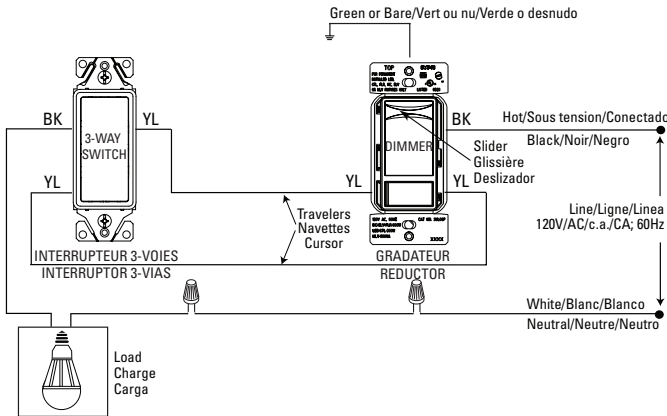 Green or Bare/Vert ou nu/Verde o desnudo
TOP
BK
YL
3-WAY
SWITCH
DIMMER
BK
Hot/Sous tension/Conectado
Black/Noir/Negro
Slider
Glissière
Deslizador
YL
YL
YL
Travelers
Navettes
Cursor
Line/Ligne/Linea
120V/AC/c.a./CA; 60Hz
INTERRUPTEUR 3-VOIES
INTERRUPTOR 3-VIAS
XXXX
GRADATEUR
REDUCTOR
White/Blanc/Blanco
Neutral/Neutre/Neutro
Load
Charge
Carga